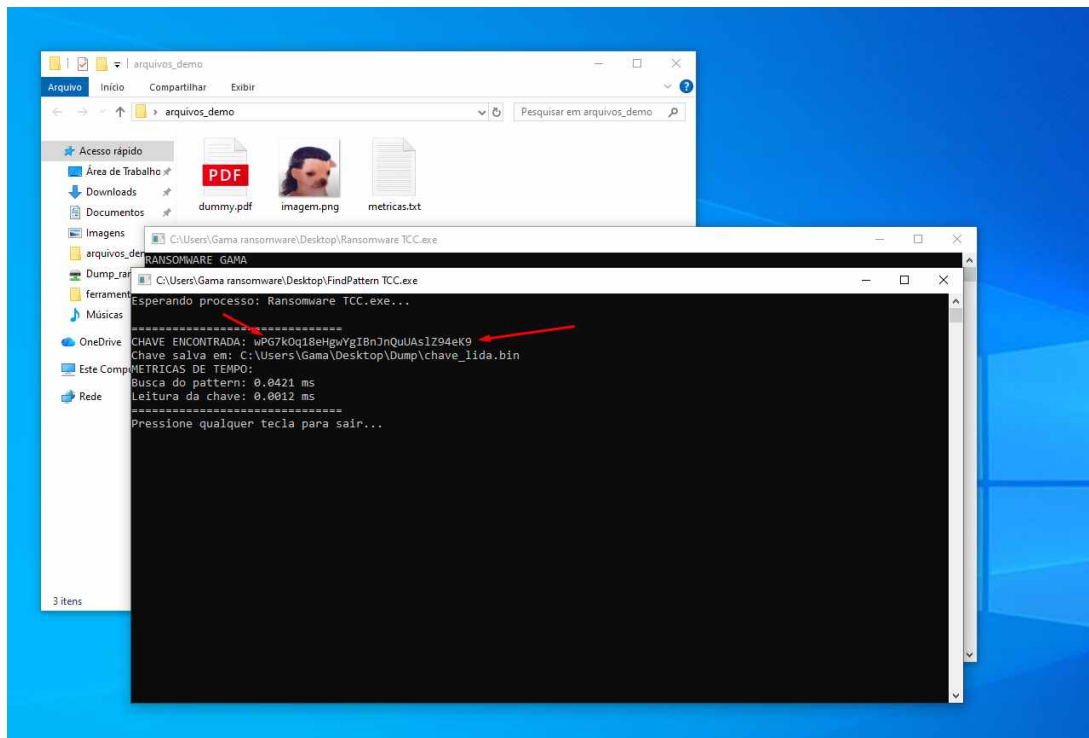 arquivos_demo
Arquivo Início Compartilhar Exibir
arquivos_demo
Pesquisar em arquivos_demo
Acesso rápido
Área de Trabalho
Downloads
Documentos
Imagens
Músicas
OneDrive
Rede
PDF
dummy.pdf imagem.png metricas.txt
3 itens
C:\Users\Gama ransomware\Desktop\Ransomware TCC.exe
RANSOMWARE GAMA
C:\Users\Gama ransomware\Desktop\FindPattern TCC.exe
Esperando processo: Ransomware TCC.exe...
===============================
CHAVE ENCONTRADA: wPG7kOq18eHgwYgIBnJnQuUAslZ94eK9
Chave salva em: C:\Users\Gama\Desktop\Dump\chave_lida.bin
METRICAS DE TEMPO:
Busca do pattern: 0.0421 ms
Leitura da chave: 0.0012 ms
===============================
Pressione qualquer tecla para sair...